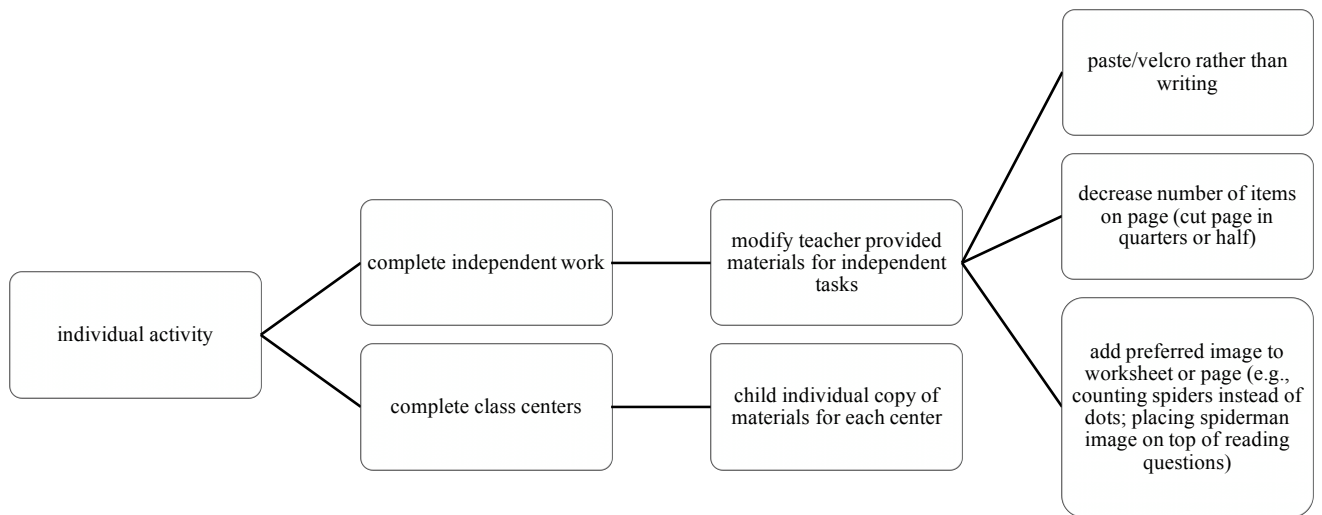 individual activity
complete independent work
complete class centers
modify teacher provided
materials for independent
tasks
child individual copy of
materials for each center
paste/velcro rather than
writing
decrease number of items
on page (cut page in
quarters or half)
add preferred image to
worksheet or page (e.g.,
counting spiders instead of
dots; placing spiderman
image on top of reading
questions)